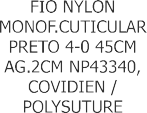 FIO NYLON
MONOF.CUTICULAR
PRETO 4-0 45CM
AG.2CM NP43340,
COVIDIEN /
POLYSUTURE